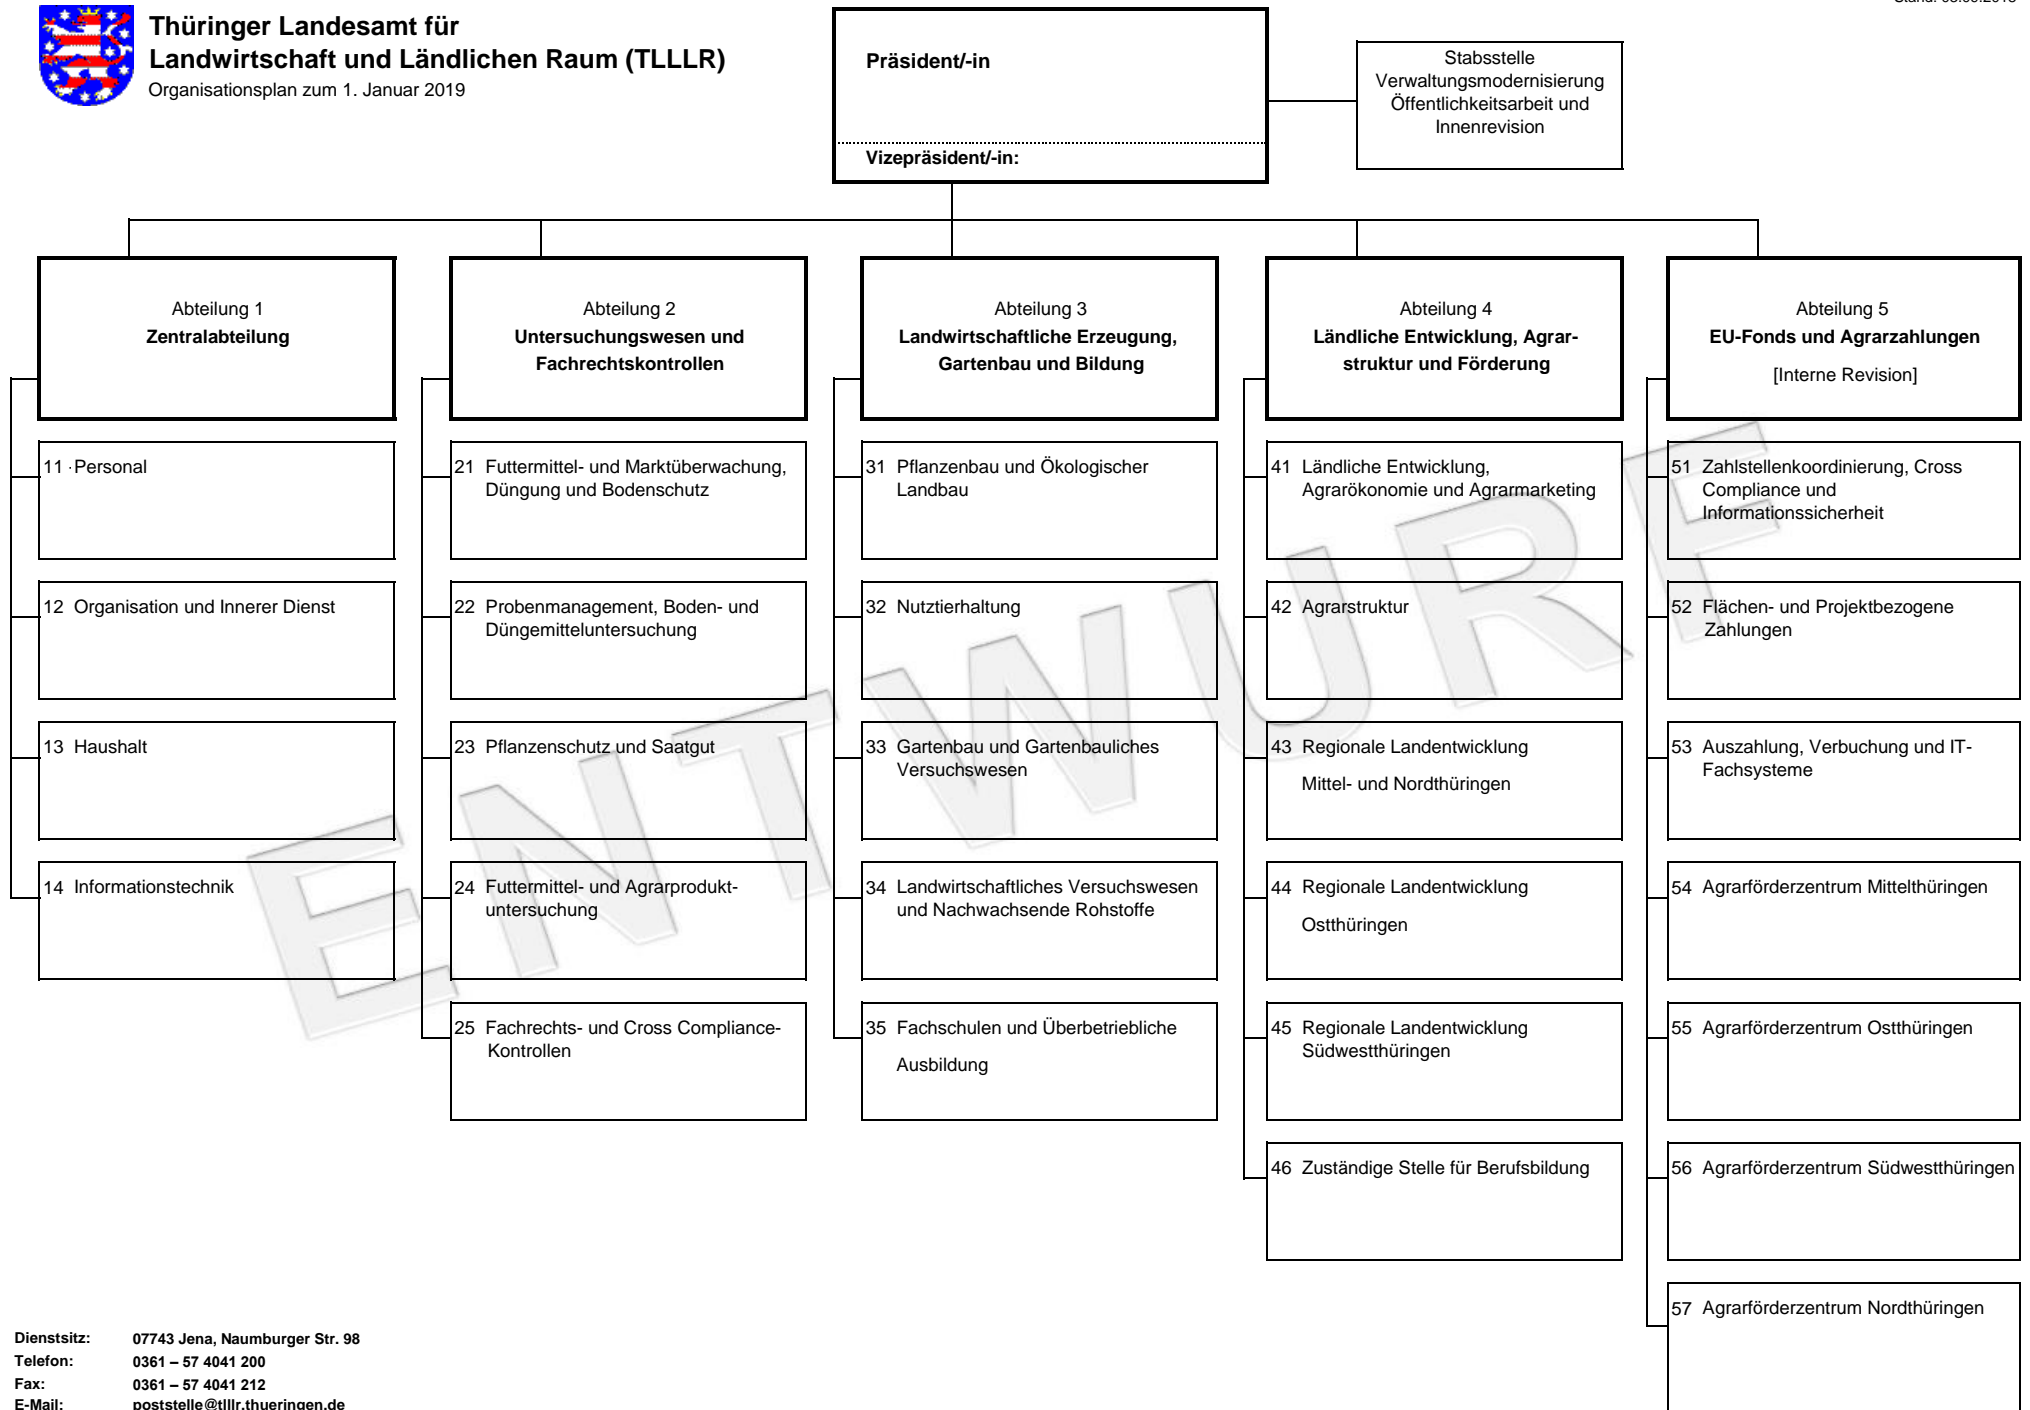 Thüringer Landesamt für
Landwirtschaft und Ländlichen Raum (TLLLR)
Organisationsplan zum 1. Januar 2019
Präsident/-in
Vizepräsident/-in:
Stabsstelle
Verwaltungsmodernisierung
Öffentlichkeitsarbeit und
Innenrevision
Abteilung 1
Zentralabteilung
11 Personal
12 Organisation und Innerer Dienst
13 Haushalt
14 Informationstechnik
Abteilung 2
Untersuchungswesen und
Fachrechtskontrollen
21 Futtermittel- und Marktüberwachung,
Düngung und Bodenschutz
22 Probenmanagement, Boden- und
Düngemitteluntersuchung
23 Pflanzenschutz und Saatgut
24 Futtermittel- und Agrarprodukt-
untersuchung
25 Fachrechts- und Cross Compliance-
Kontrollen
Abteilung 3
Landwirtschaftliche Erzeugung,
Gartenbau und Bildung
31 Pflanzenbau und Ökologischer
Landbau
32 Nutztierhaltung
33 Gartenbau und Gartenbauliches
Versuchswesen
34 Landwirtschaftliches Versuchswesen
und Nachwachsende Rohstoffe
35 Fachschulen und Überbetriebliche
Ausbildung
Abteilung 4
Ländliche Entwicklung, Agrar-
struktur und Förderung
41 Ländliche Entwicklung,
Agrarökonomie und Agrarmarketing
42 Agrarstruktur
43 Regionale Landentwicklung
Mittel- und Nordthüringen
44 Regionale Landentwicklung
Ostthüringen
45 Regionale Landentwicklung
Südwestthüringen
46 Zuständige Stelle für Berufsbildung
Abteilung 5
EU-Fonds und Agrarzahlungen
[Interne Revision]
51 Zahlstellenkoordinierung, Cross
Compliance und
Informationssicherheit
52 Flächen- und Projektbezogene
Zahlungen
53 Auszahlung, Verbuchung und IT-
Fachsysteme
54 Agrarförderzentrum Mittelthüringen
55 Agrarförderzentrum Ostthüringen
56 Agrarförderzentrum Südwestthüringen
57 Agrarförderzentrum Nordthüringen
ENTWURF
Dienstsitz: 07743 Jena, Naumburger Str. 98
Telefon: 0361 – 57 4041 200
Fax: 0361 – 57 4041 212
E-Mail: poststelle@tlllr.thueringen.de